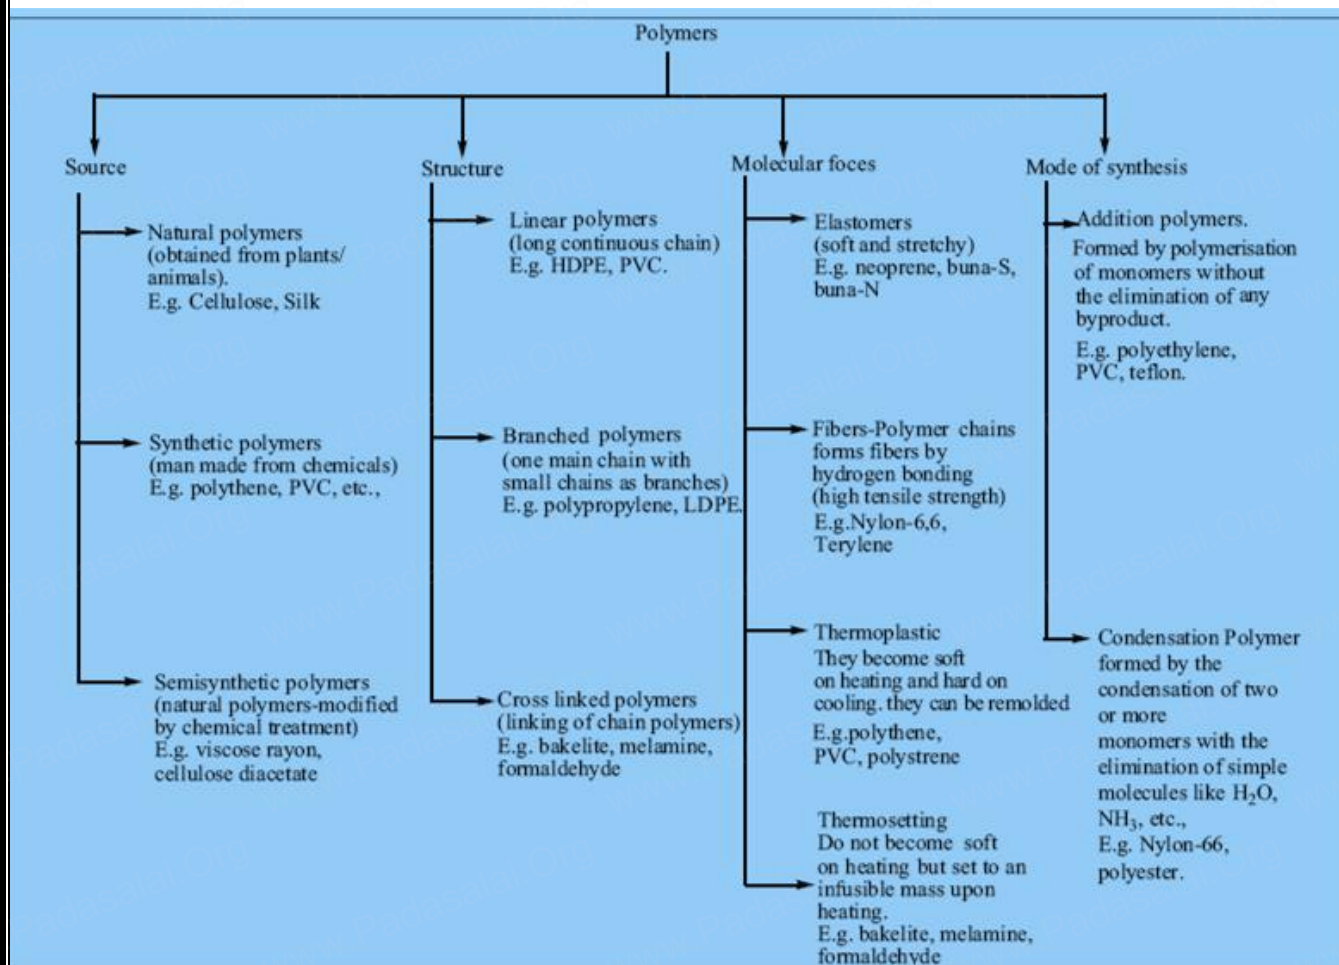 Polymers
Source
Natural polymers
(obtained from plants/
animals).
E.g. Cellulose, Silk
Synthetic polymers
(man made from chemicals)
E.g. polythene, PVC, etc.,
Semisynthetic polymers
(natural polymers-modified
by chemical treatment)
E.g. viscose rayon,
cellulose diacetate
Structure
Linear polymers
(long continuous chain)
E.g. HDPE, PVC.
Branched polymers
(one main chain with
small chains as branches)
E.g. polypropylene, LDPE.
Cross linked polymers
(linking of chain polymers)
E.g. bakelite, melamine,
formaldehyde
Molecular foces
Elastomers
(soft and stretchy)
E.g. neoprene, buna-S,
buna-N
Fibers-Polymer chains
forms fibers by
hydrogen bonding
(high tensile strength)
E.g.Nylon-6,6,
Terylene
Thermoplastic
They become soft
on heating and hard on
cooling. they can be remolded
E.g.polythene,
PVC, polystrene
Thermosetting
Do not become soft
on heating but set to an
infusible mass upon
heating.
E.g. bakelite, melamine,
formaldehyde
Mode of synthesis
Addition polymers.
Formed by polymerisation
of monomers without
the elimination of any
byproduct.
E.g. polyethylene,
PVC, teflon.
Condensation Polymer
formed by the
condensation of two
or more
monomers with the
elimination of simple
molecules like H₂O,
NH₃, etc.,
E.g. Nylon-66,
polyester.